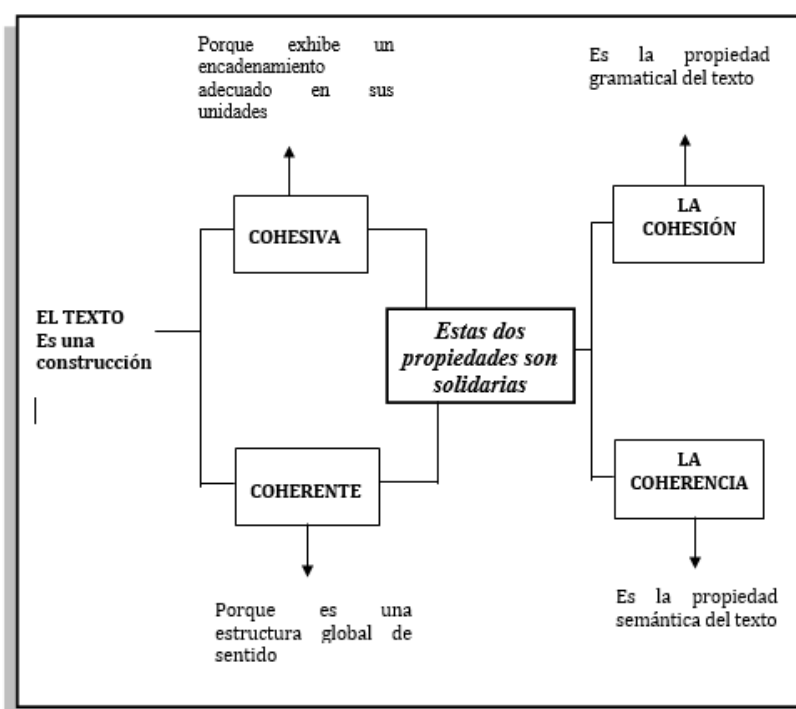 Porque exhibe un
encadenamiento
adecuado en sus
unidades
Es la propiedad
gramatical del texto
COHESIVA
LA
COHESIÓN
EL TEXTO
Es una
construcción
Estas dos
propiedades son
solidarias
COHERENTE
LA
COHERENCIA
Porque es una
estructura global de
sentido
Es la propiedad
semántica del texto